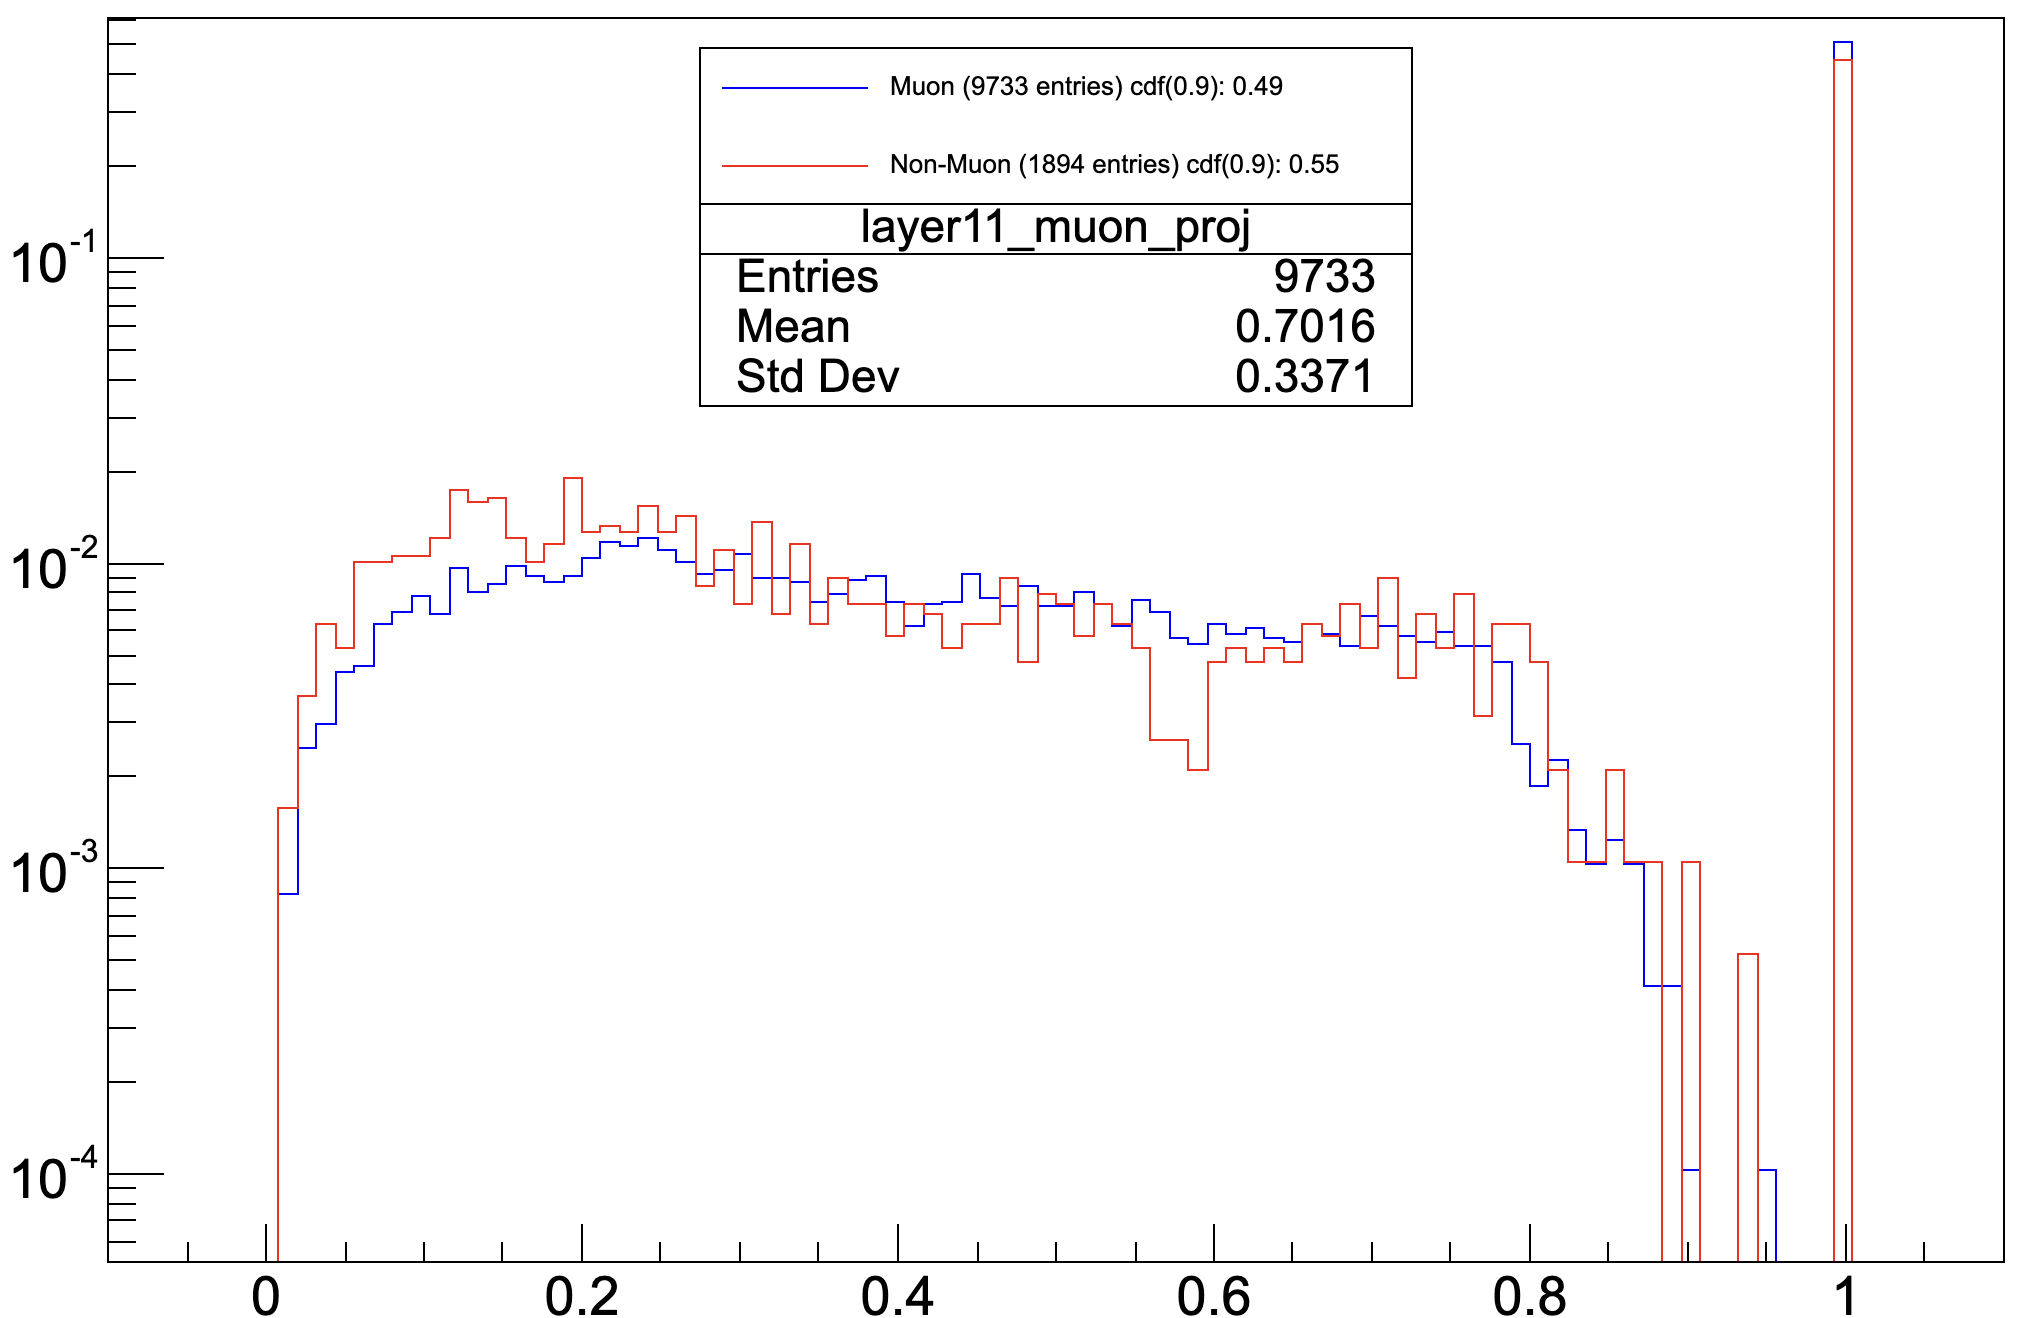 Muon (9733 entries) cdf(0.9): 0.49
Non-Muon (1894 entries) cdf(0.9): 0.55
layer11_muon_proj
Entries 9733
Mean 0.7016
Std Dev 0.3371
10-1
10-2
10-3
10-4
0 0.2 0.4 0.6 0.8 1